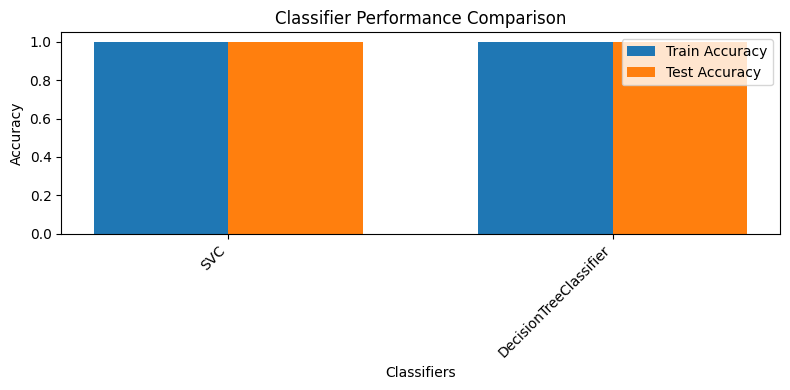 Classifier Performance Comparison
Train Accuracy
Test Accuracy
Accuracy
1.0
0.8
0.6
0.4
0.2
0.0
SVC
DecisionTreeClassifier
Classifiers